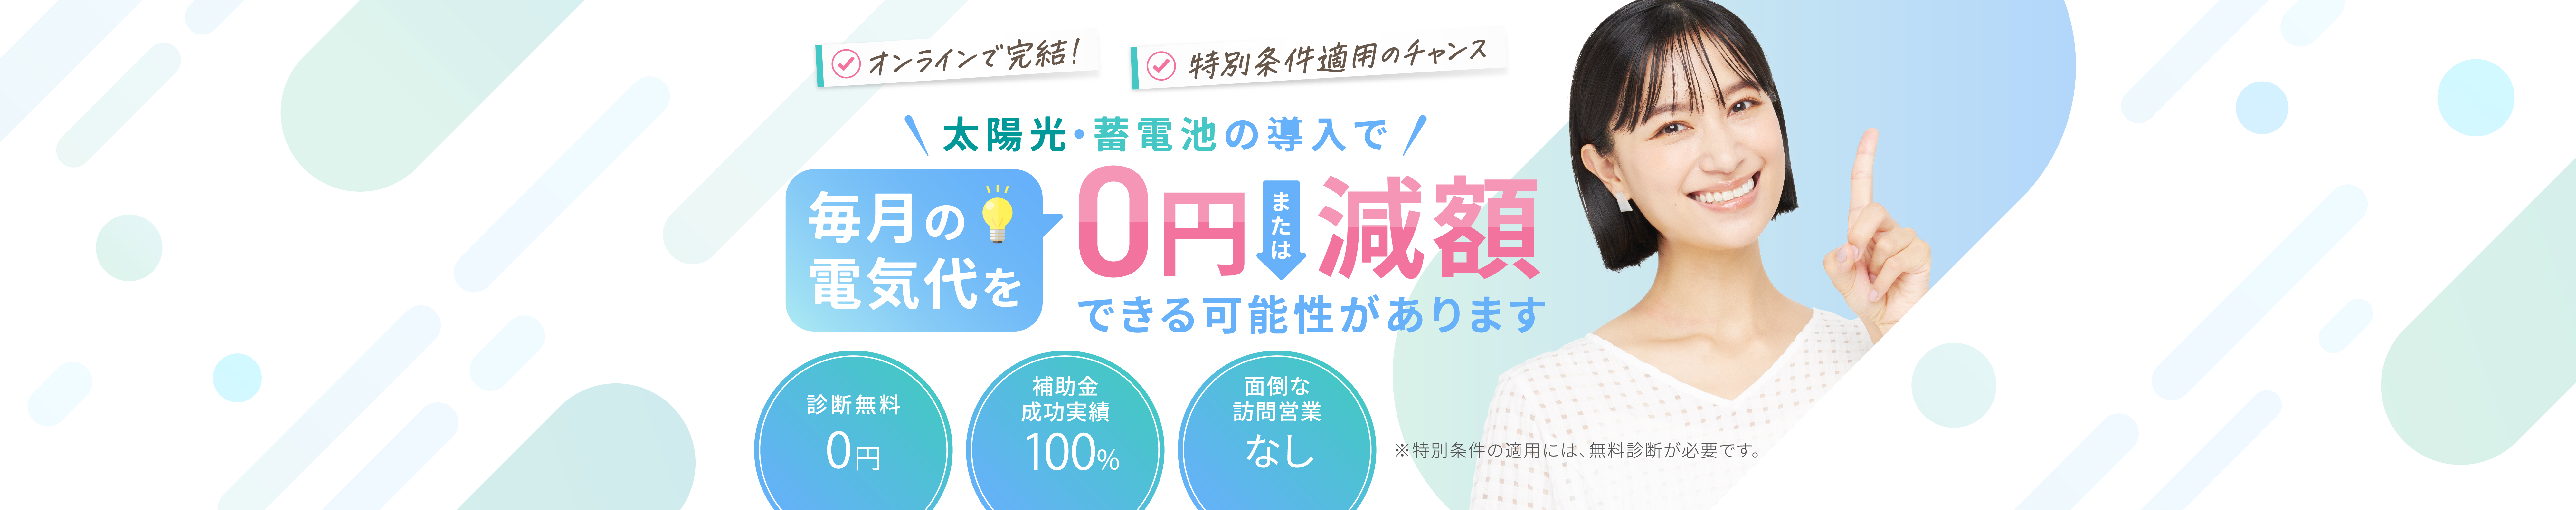 オンラインで完結!
特別条件適用のチャンス
太陽光・蓄電池の導入で
毎月の
電気代を
0円または減額
できる可能性があります
診断無料
0円
補助金
成功実績
100%
面倒な
訪問営業
なし
※特別条件の適用には、無料診断が必要です。